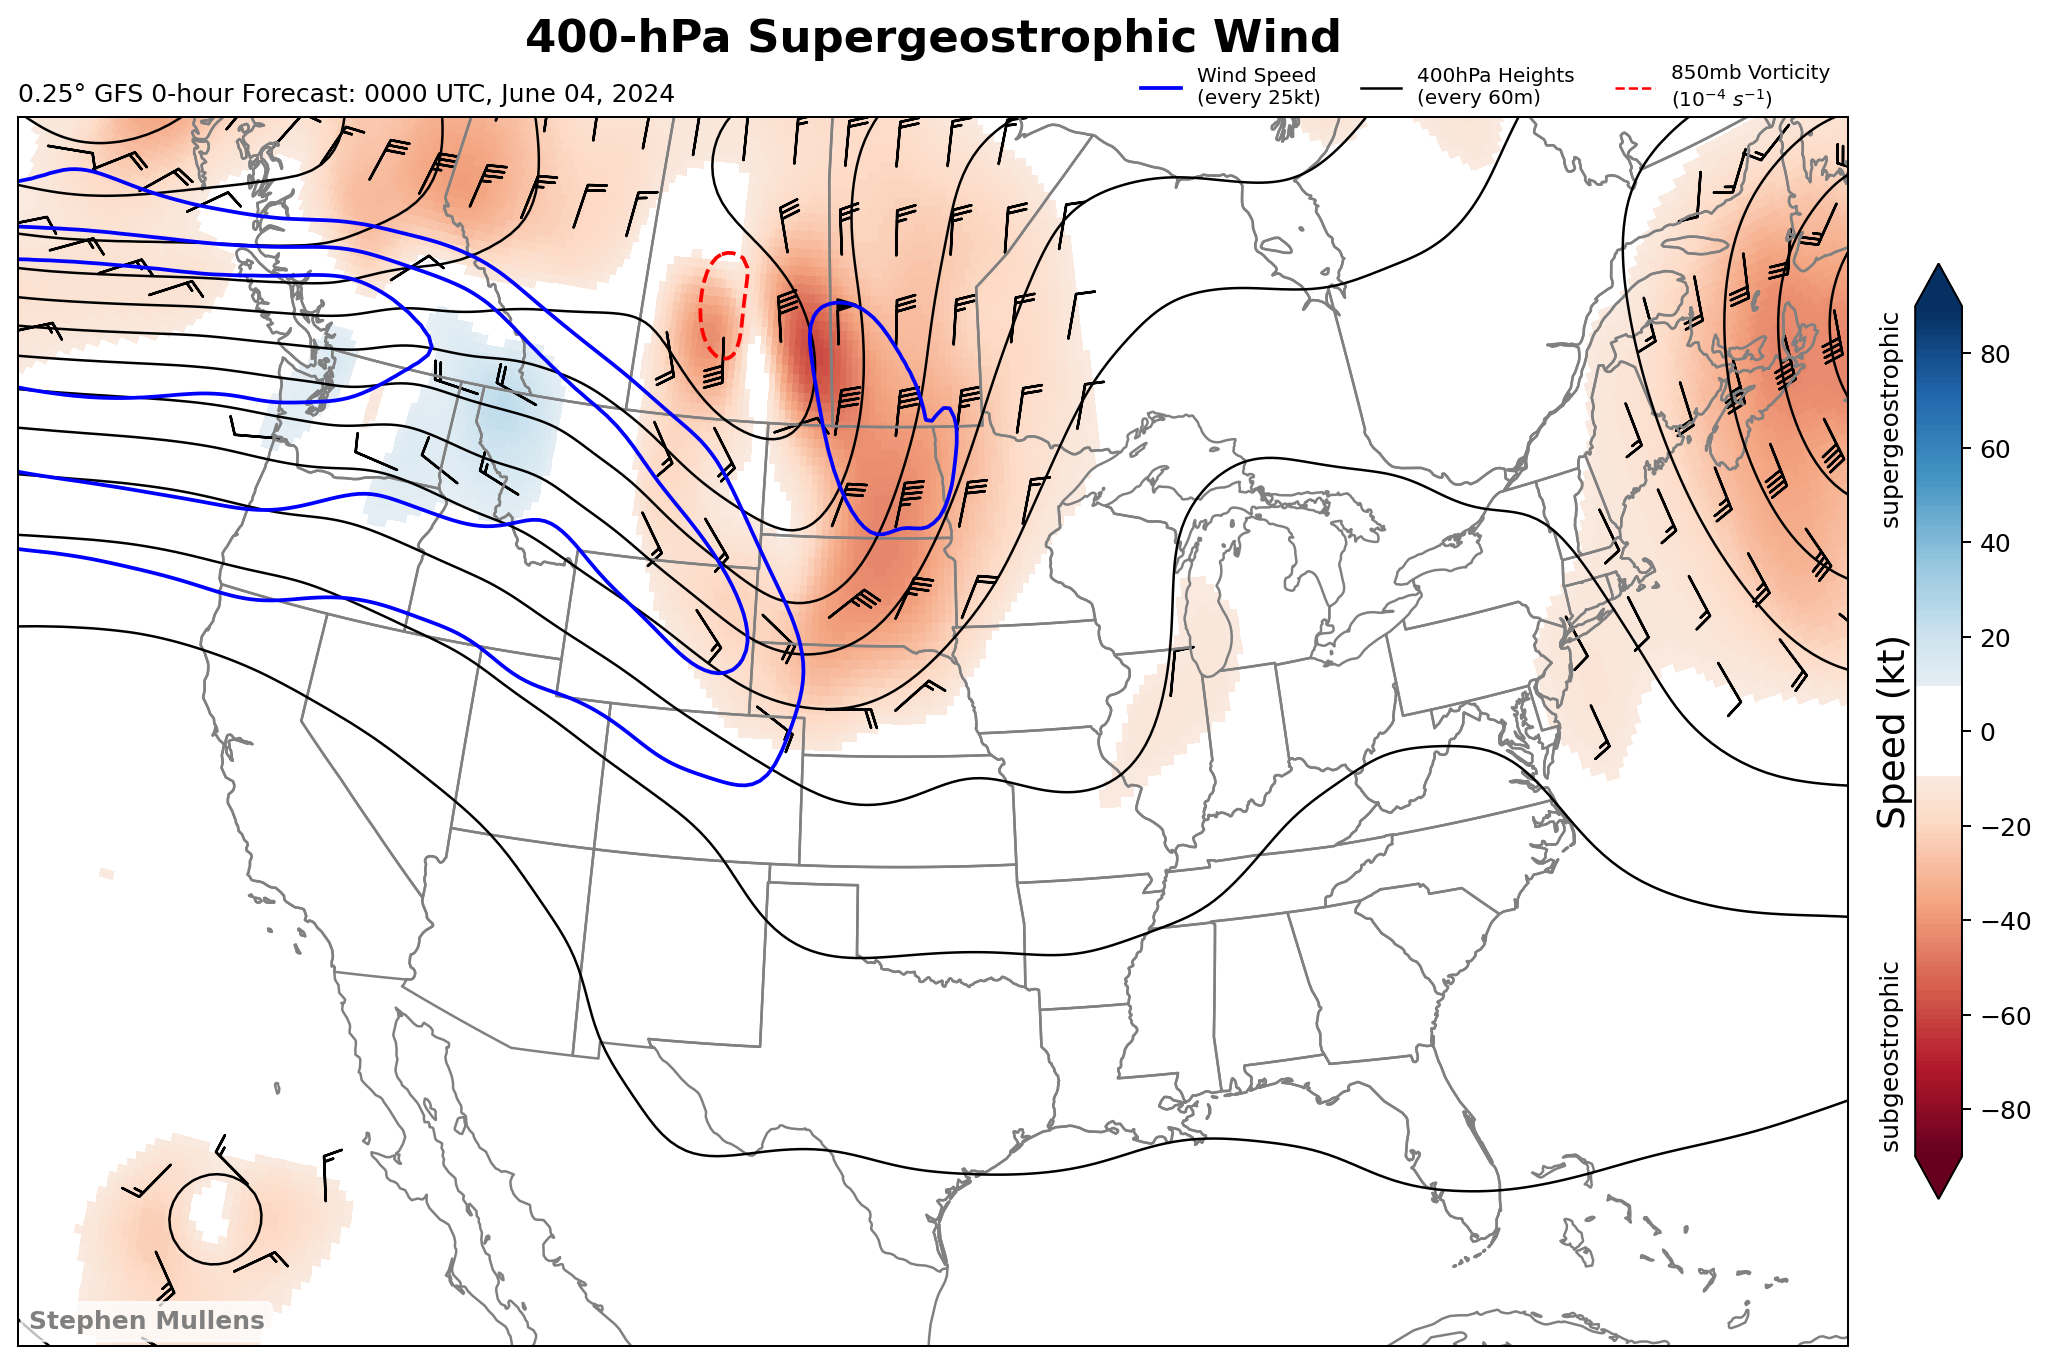 400-hPa Supergeostrophic Wind
0.25° GFS 0-hour Forecast: 0000 UTC, June 04, 2024
Wind Speed
(every 25kt)
400hPa Heights
(every 60m)
850mb Vorticity
(10⁻⁴ s⁻¹)
supergeostrophic
Speed (kt)
subgeostrophic
80
60
40
20
0
−20
−40
−60
−80
Stephen Mullens